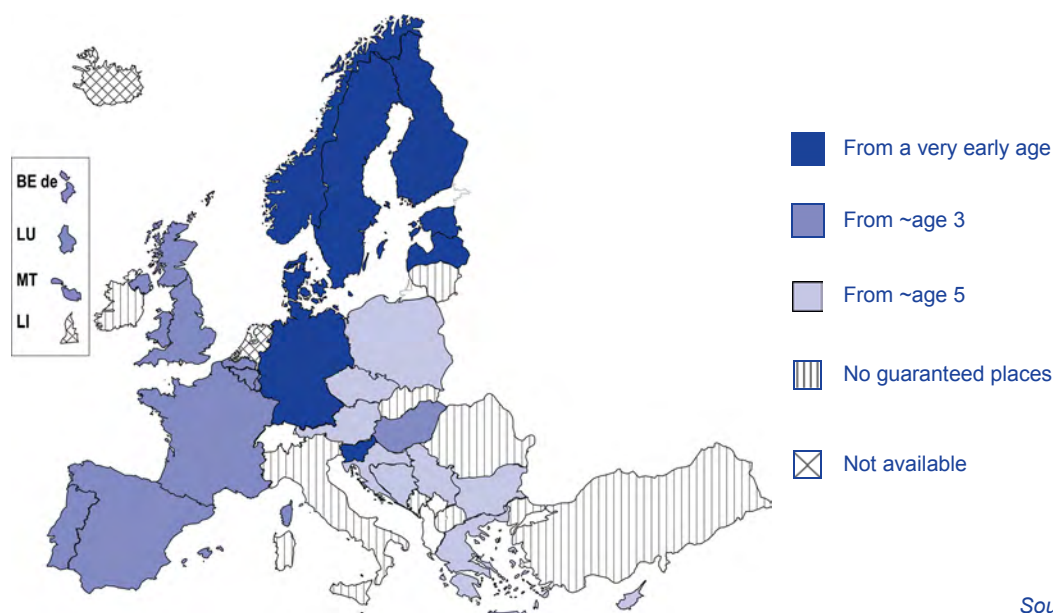 BE de
LU
MT
LI
From a very early age
From ~age 3
From ~age 5
No guaranteed places
Not available